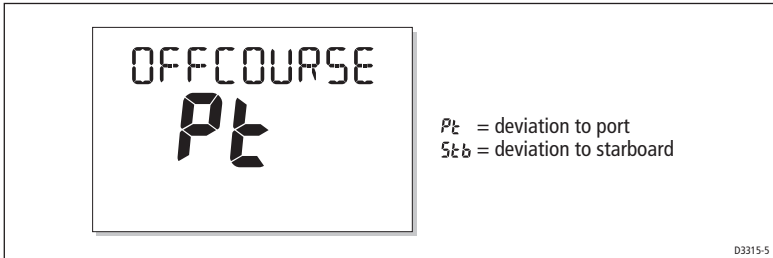 OFFCOURSE
Pt
Pt = deviation to port
Stb = deviation to starboard
D3315-5